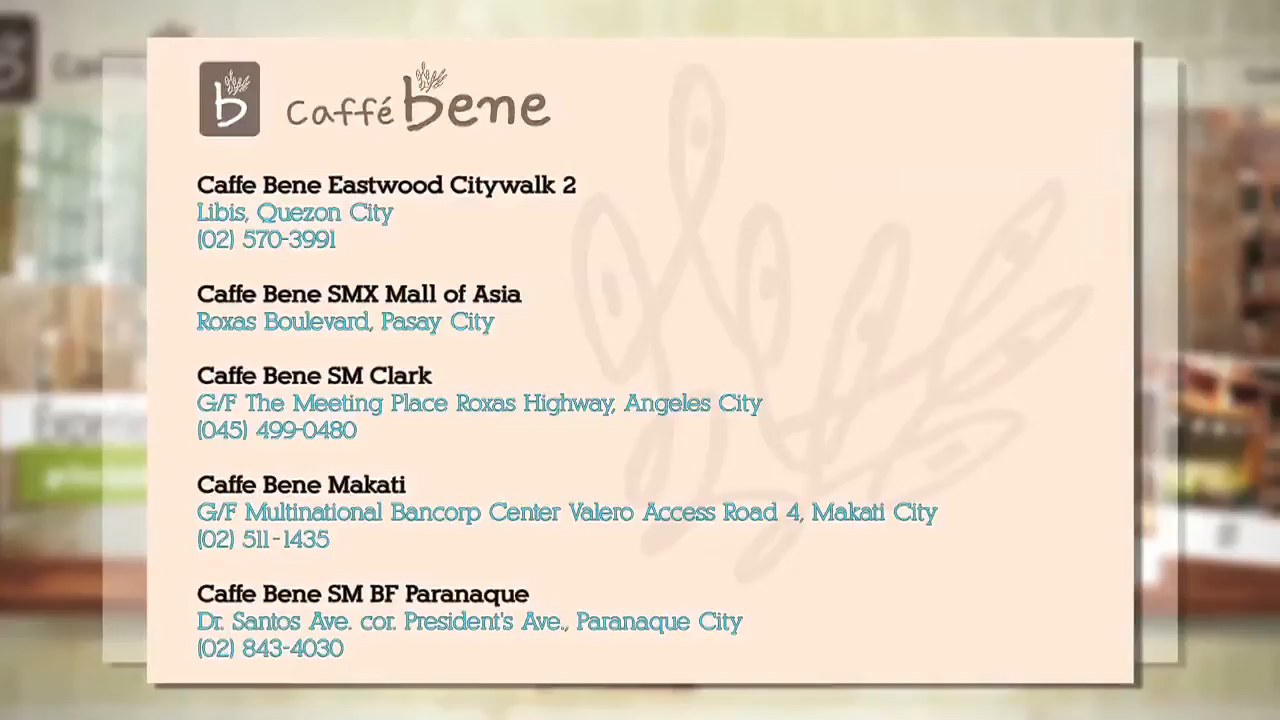 b Caffé bene
Caffe Bene Eastwood Citywalk 2
Libis, Quezon City
(02) 570-3991
Caffe Bene SMX Mall of Asia
Roxas Boulevard, Pasay City
Caffe Bene SM Clark
G/F The Meeting Place Roxas Highway, Angeles City
(045) 499-0480
Caffe Bene Makati
G/F Multinational Bancorp Center Valero Access Road 4, Makati City
(02) 511-1435
Caffe Bene SM BF Paranaque
Dr. Santos Ave. cor. President's Ave., Paranaque City
(02) 843-4030